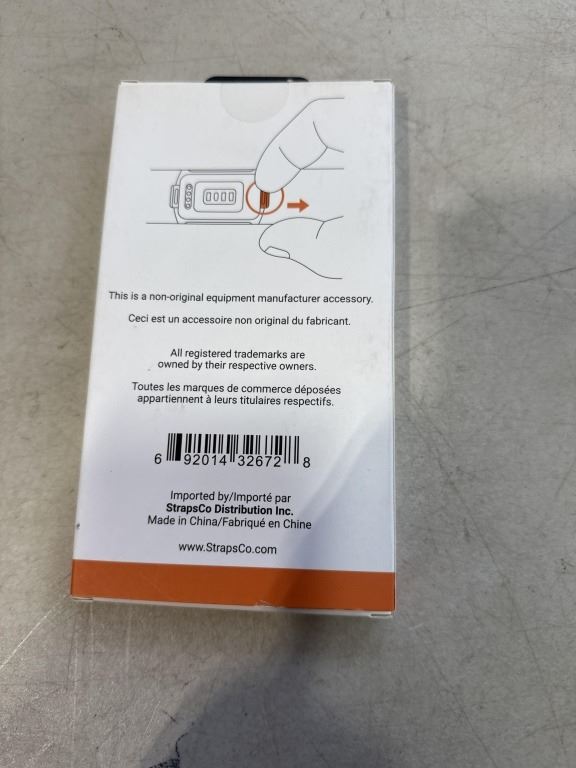 This is a non-original equipment manufacturer accessory.
Ceci est un accessoire non original du fabricant.
All registered trademarks are
owned by their respective owners.
Toutes les marques de commerce déposées
appartiennent à leurs titulaires respectifs.
6 92014 32672 8
Imported by/Importé par
StrapsCo Distribution Inc.
Made in China/Fabriqué en Chine
www.StrapsCo.com